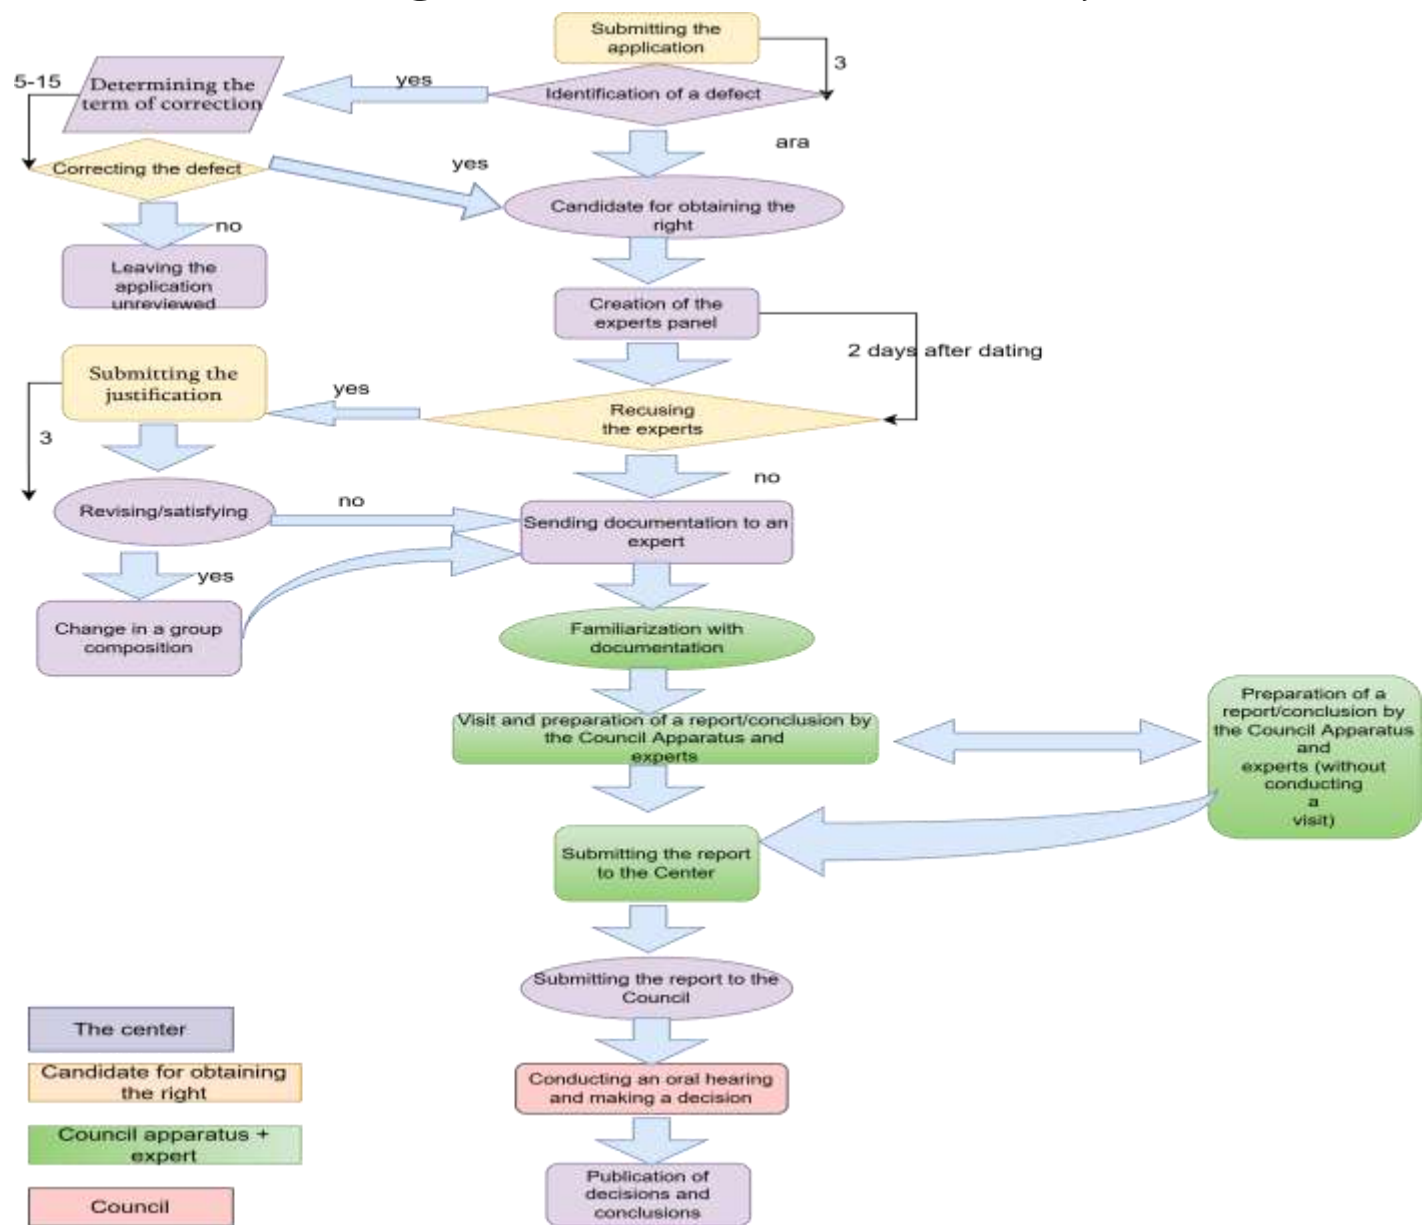 Submitting the
application
3
5-15
Determining the
term of correction
yes
Identification of a defect
ara
Correcting the defect
yes
Candidate for obtaining the
right
no
Leaving the
application
unreviewed
Creation of the
experts panel
2 days after dating
Submitting the
justification
yes
Recusing
the experts
3
no
Revising/satisfying
no
Sending documentation to an
expert
yes
Change in a group
composition
Familiarization with
documentation
Visit and preparation of a report/conclusion by
the Council Apparatus and
experts
Preparation of a
report/conclusion by
the Council Apparatus
and
experts (without
conducting
a
visit)
Submitting the report
to the Center
Submitting the report to the
Council
The center
Candidate for obtaining
the right
Conducting an oral hearing
and making a decision
Council apparatus +
expert
Publication of
decisions and
conclusions
Council